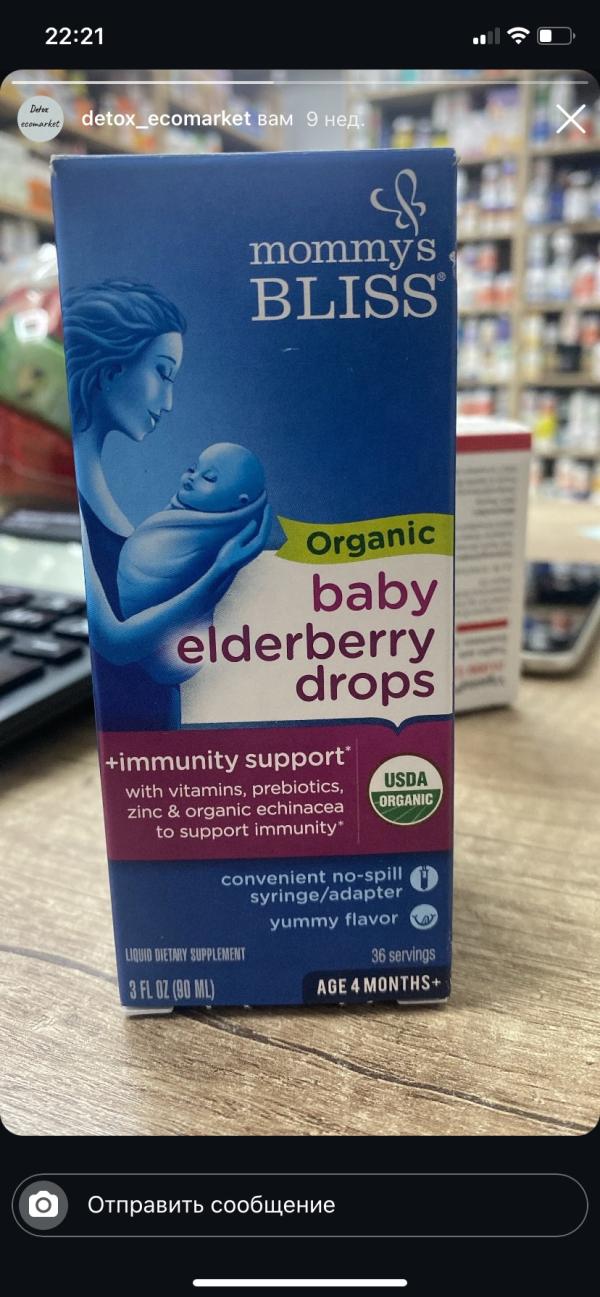 22:21
Detox
ecomarket
detox_ecomarket вам 9 нед.
mommy's
BLISS®
Organic
baby
elderberry
drops
+immunity support*
with vitamins, prebiotics,
zinc & organic echinacea
to support immunity*
USDA
ORGANIC
convenient no-spill
syringe/adapter
yummy flavor
LIQUID DIETARY SUPPLEMENT
36 servings
3 FL OZ (90 ML)
AGE 4 MONTHS+
Отправить сообщение